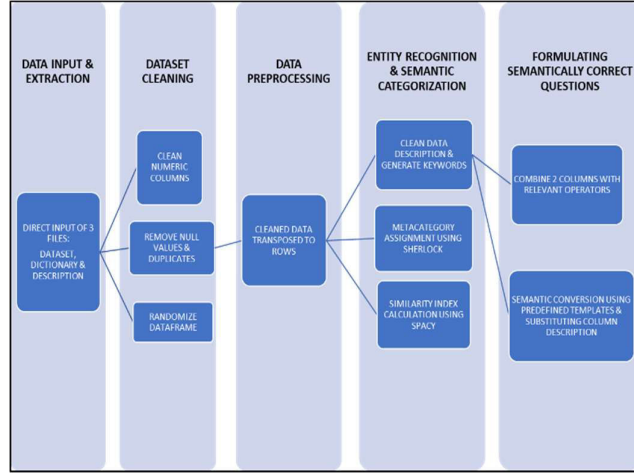 DATA INPUT &
EXTRACTION
DATASET
CLEANING
DATA
PREPROCESSING
ENTITY RECOGNITION
& SEMANTIC
CATEGORIZATION
FORMULATING
SEMANTICALLY CORRECT
QUESTIONS
DIRECT INPUT OF 3
FILES:
DATASET,
DICTIONARY &
DESCRIPTION
CLEAN
NUMERIC
COLUMNS
REMOVE NULL
VALUES &
DUPLICATES
RANDOMIZE
DATAFRAME
CLEANED DATA
TRANSPOSED TO
ROWS
CLEAN DATA
DESCRIPTION &
GENERATE KEYWORDS
METACATEGORY
ASSIGNMENT USING
SHERLOCK
SIMILARITY INDEX
CALCULATION USING
SPACY
COMBINE 2 COLUMNS WITH
RELEVANT OPERATORS
SEMANTIC CONVERSION USING
PREDEFINED TEMPLATES &
SUBSTITUTING COLUMN
DESCRIPTION